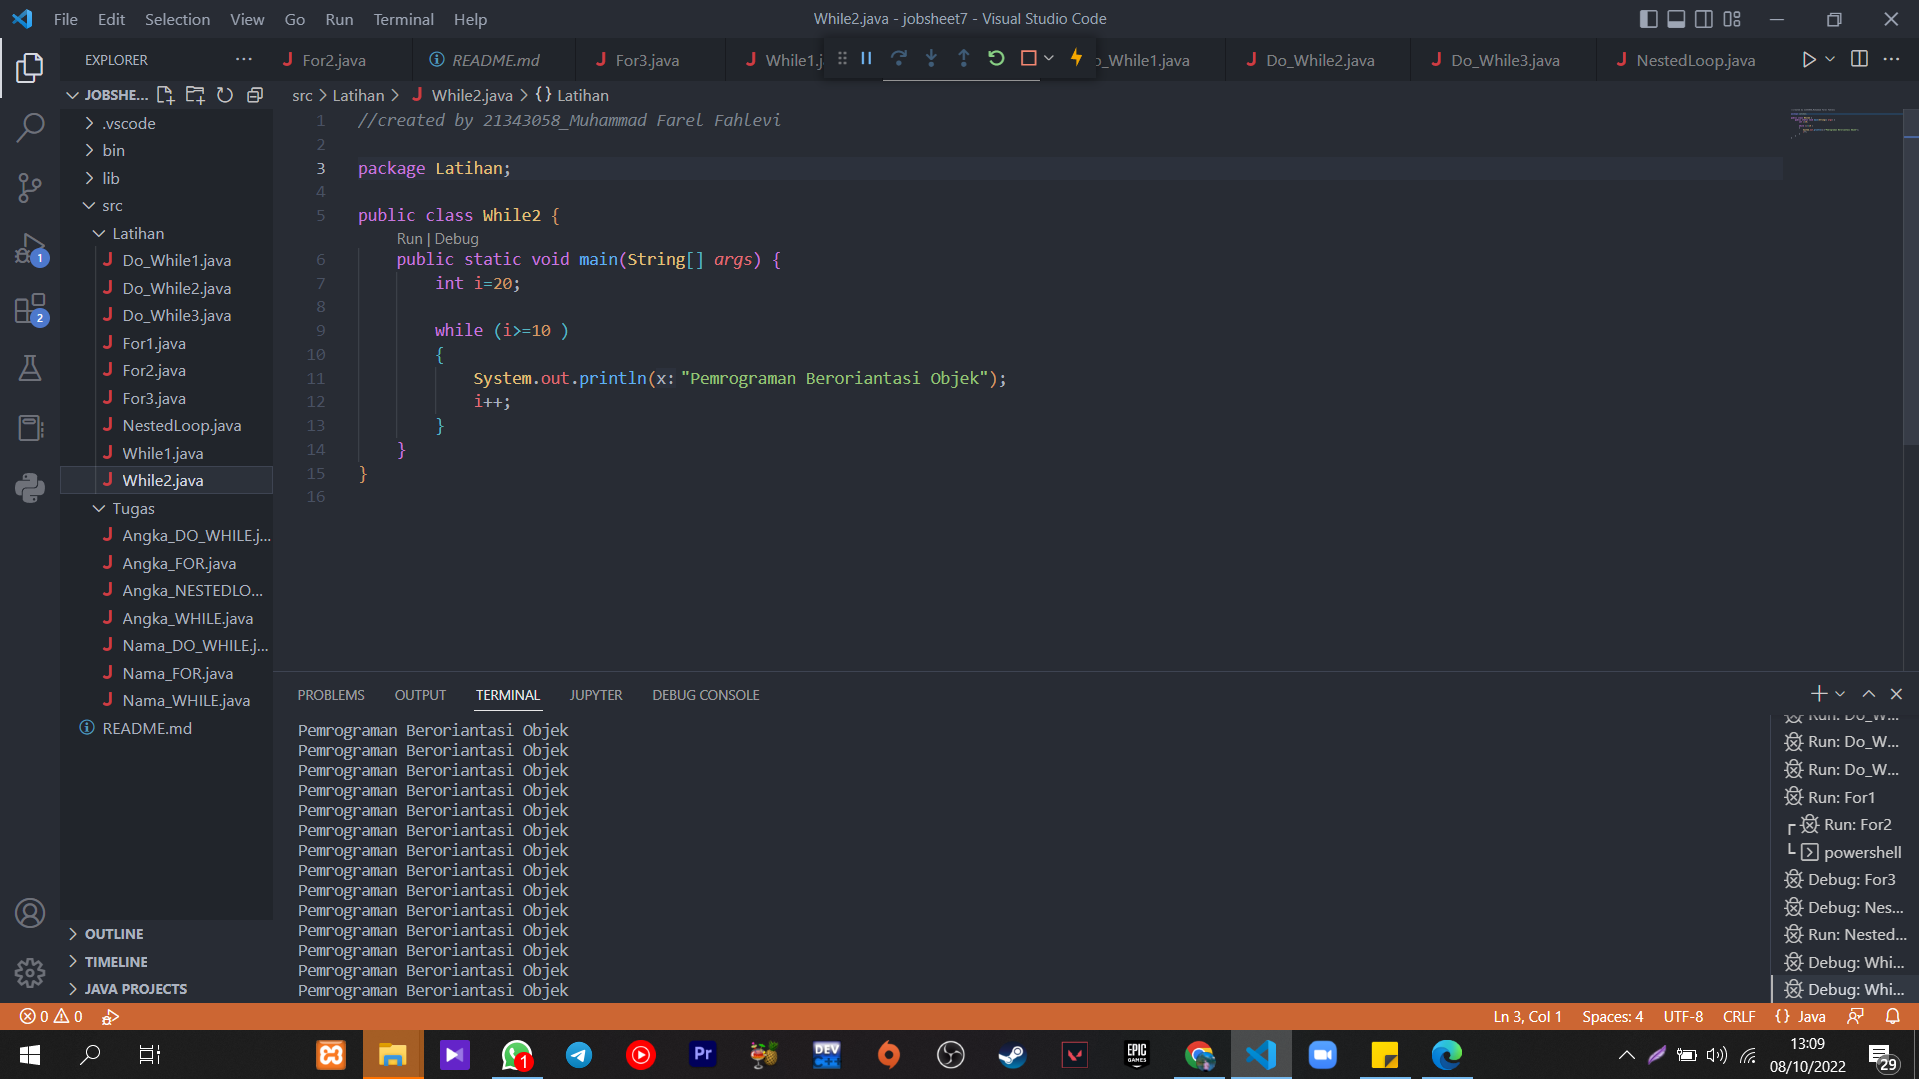 File Edit Selection View Go Run Terminal Help
While2.java - jobsheet7 - Visual Studio Code
EXPLORER
For2.java
README.md
For3.java
While1.j
o_While1.java
Do_While2.java
Do_While3.java
NestedLoop.java
JOBSHE...
src > Latihan > While2.java > {} Latihan
.vscode
bin
lib
src
Latihan
Do_While1.java
Do_While2.java
Do_While3.java
For1.java
For2.java
For3.java
NestedLoop.java
While1.java
While2.java
Tugas
Angka_DO_WHILE.j...
Angka_FOR.java
Angka_NESTEDLO...
Angka_WHILE.java
Nama_DO_WHILE.j...
Nama_FOR.java
Nama_WHILE.java
README.md
OUTLINE
TIMELINE
JAVA PROJECTS
1
2
1 //created by 21343058_Muhammad Farel Fahlevi
2
3 package Latihan;
4
5 public class While2 {
Run | Debug
6 public static void main(String[] args) {
7 int i=20;
8
9 while (i>=10 )
10 {
11 System.out.println(x: "Pemrograman Beroriantasi Objek");
12 i++;
13 }
14 }
15 }
16
PROBLEMS OUTPUT TERMINAL JUPYTER DEBUG CONSOLE
Pemrograman Beroriantasi Objek
Pemrograman Beroriantasi Objek
Pemrograman Beroriantasi Objek
Pemrograman Beroriantasi Objek
Pemrograman Beroriantasi Objek
Pemrograman Beroriantasi Objek
Pemrograman Beroriantasi Objek
Pemrograman Beroriantasi Objek
Pemrograman Beroriantasi Objek
Pemrograman Beroriantasi Objek
Pemrograman Beroriantasi Objek
Pemrograman Beroriantasi Objek
Pemrograman Beroriantasi Objek
Pemrograman Beroriantasi Objek
Run: Do_W...
Run: Do_W...
Run: Do_W...
Run: For1
Run: For2
powershell
Debug: For3
Debug: Nes...
Run: Nested...
Debug: Whi...
Debug: Whi...
0 0
Ln 3, Col 1 Spaces: 4 UTF-8 CRLF {} Java
1
Pr
DEV C++
EPIC GAMES
13:09
08/10/2022
29